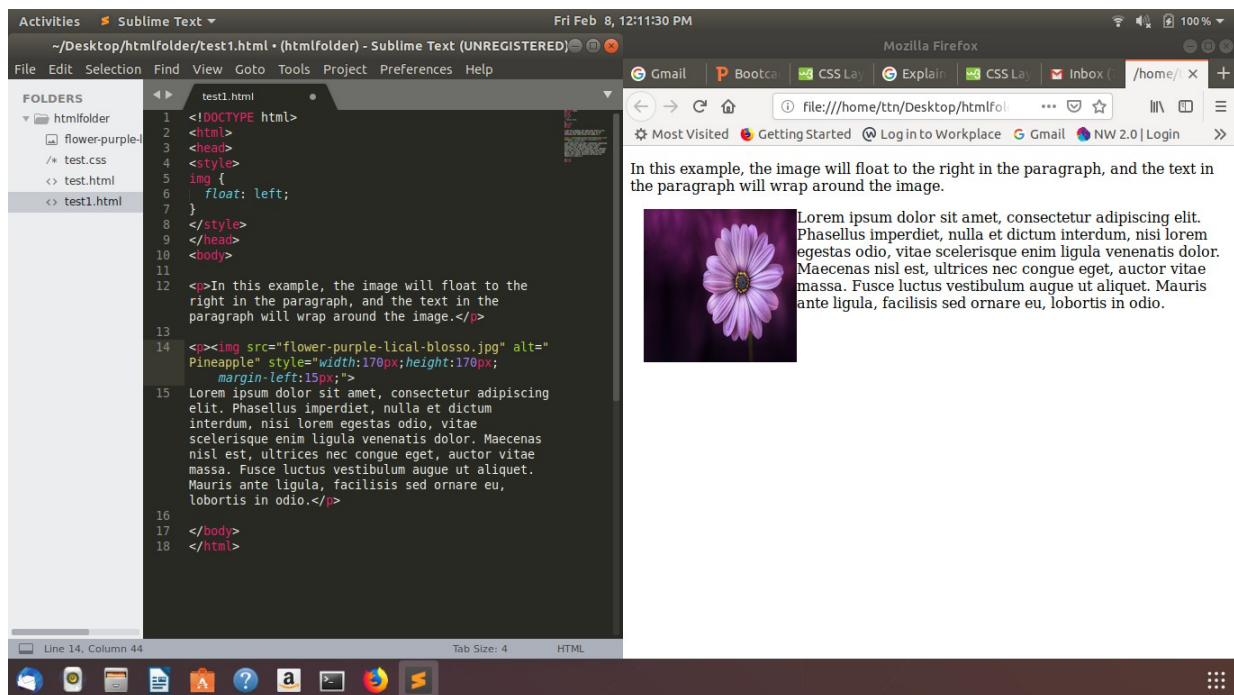 Activities Sublime Text Fri Feb 8, 12:11:30 PM 100 %
~/Desktop/htmlfolder/test1.html • (htmlfolder) - Sublime Text (UNREGISTERED)
File Edit Selection Find View Goto Tools Project Preferences Help
FOLDERS
htmlfolder
flower-purple-l
/* test.css
<> test.html
<> test1.html
test1.html
1 <!DOCTYPE html>
2 <html>
3 <head>
4 <style>
5 img {
6 float: left;
7 }
8 </style>
9 </head>
10 <body>
11
12 <p>In this example, the image will float to the
right in the paragraph, and the text in the
paragraph will wrap around the image.</p>
13
14 <p><img src="flower-purple-lical-blosso.jpg" alt="
Pineapple" style="width:170px;height:170px;
margin-left:15px;">
15 Lorem ipsum dolor sit amet, consectetur adipiscing
elit. Phasellus imperdiet, nulla et dictum
interdum, nisi lorem egestas odio, vitae
scelerisque enim ligula venenatis dolor. Maecenas
nisl est, ultrices nec congue eget, auctor vitae
massa. Fusce luctus vestibulum augue ut aliquet.
Mauris ante ligula, facilisis sed ornare eu,
lobortis in odio.</p>
16
17 </body>
18 </html>
Line 14, Column 44 Tab Size: 4 HTML
Mozilla Firefox
Gmail Bootca CSS Lay Explain CSS Lay Inbox ( /home/t
file:///home/ttn/Desktop/htmlfol
Most Visited Getting Started Log in to Workplace Gmail NW 2.0 | Login
In this example, the image will float to the right in the paragraph, and the text in
the paragraph will wrap around the image.
Lorem ipsum dolor sit amet, consectetur adipiscing elit.
Phasellus imperdiet, nulla et dictum interdum, nisi lorem
egestas odio, vitae scelerisque enim ligula venenatis dolor.
Maecenas nisl est, ultrices nec congue eget, auctor vitae
massa. Fusce luctus vestibulum augue ut aliquet. Mauris
ante ligula, facilisis sed ornare eu, lobortis in odio.